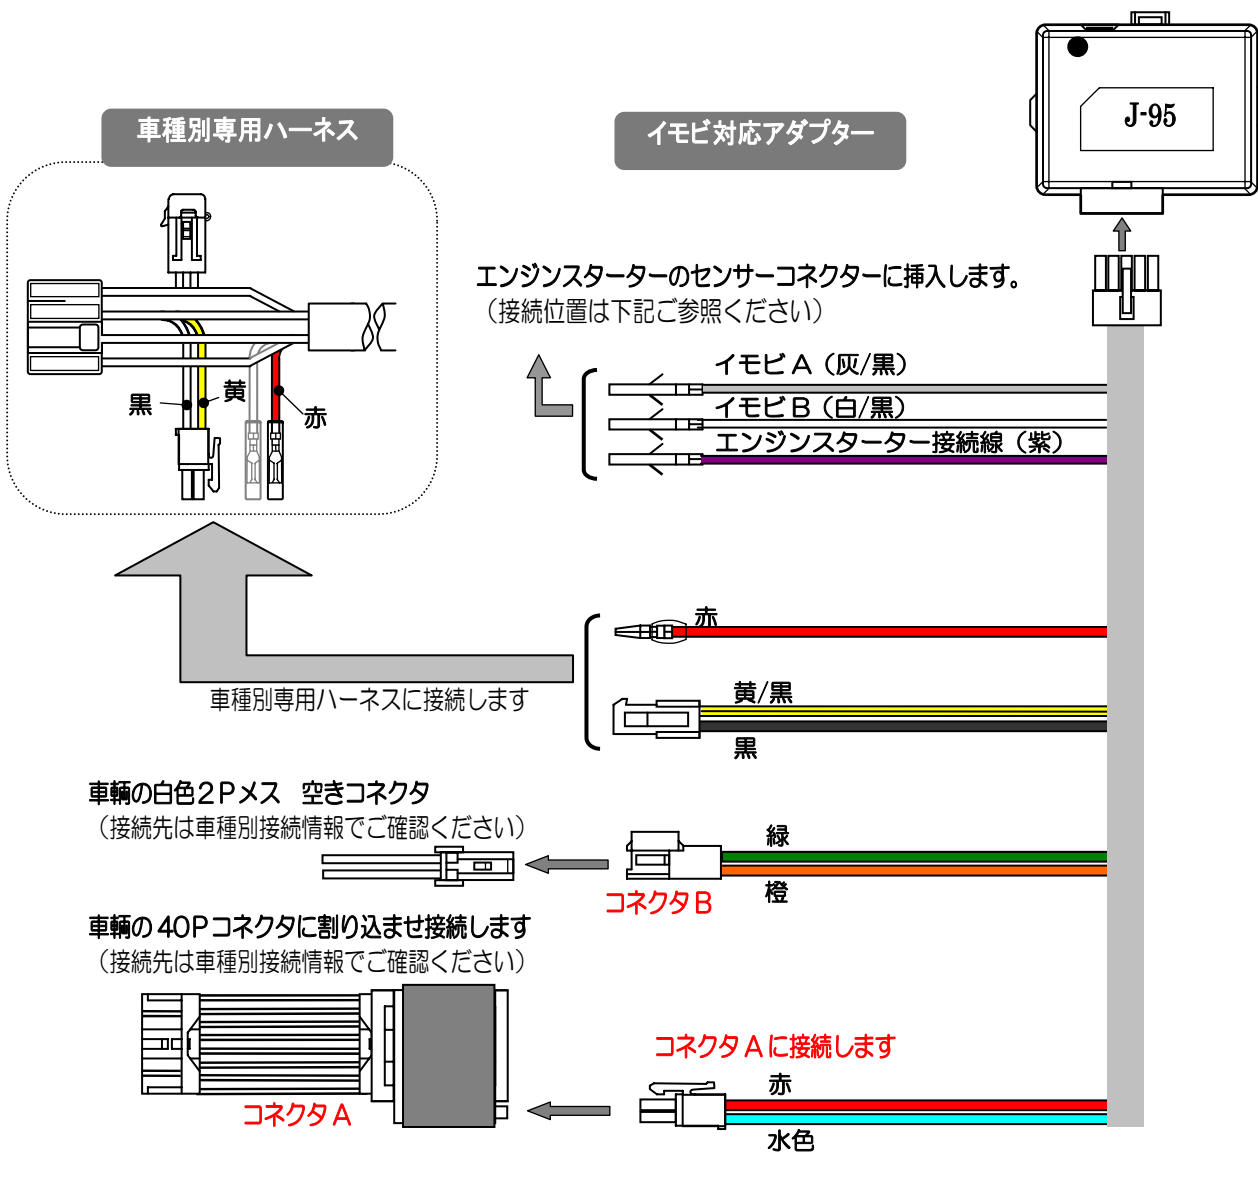 J-95
車種別専用ハーネス
イモビ対応アダプター
エンジンスターターのセンサーコネクターに挿入します。
（接続位置は下記ご参照ください）
イモビA（灰/黒）
イモビB（白/黒）
エンジンスターター接続線（紫）
黒
黄
赤
赤
車種別専用ハーネスに接続します
黄/黒
黒
車輌の白色２Ｐメス　空きコネクタ
（接続先は車種別接続情報でご確認ください）
緑
橙
コネクタB
車輌の40Pコネクタに割り込ませ接続します
（接続先は車種別接続情報でご確認ください）
コネクタAに接続します
赤
コネクタA
水色